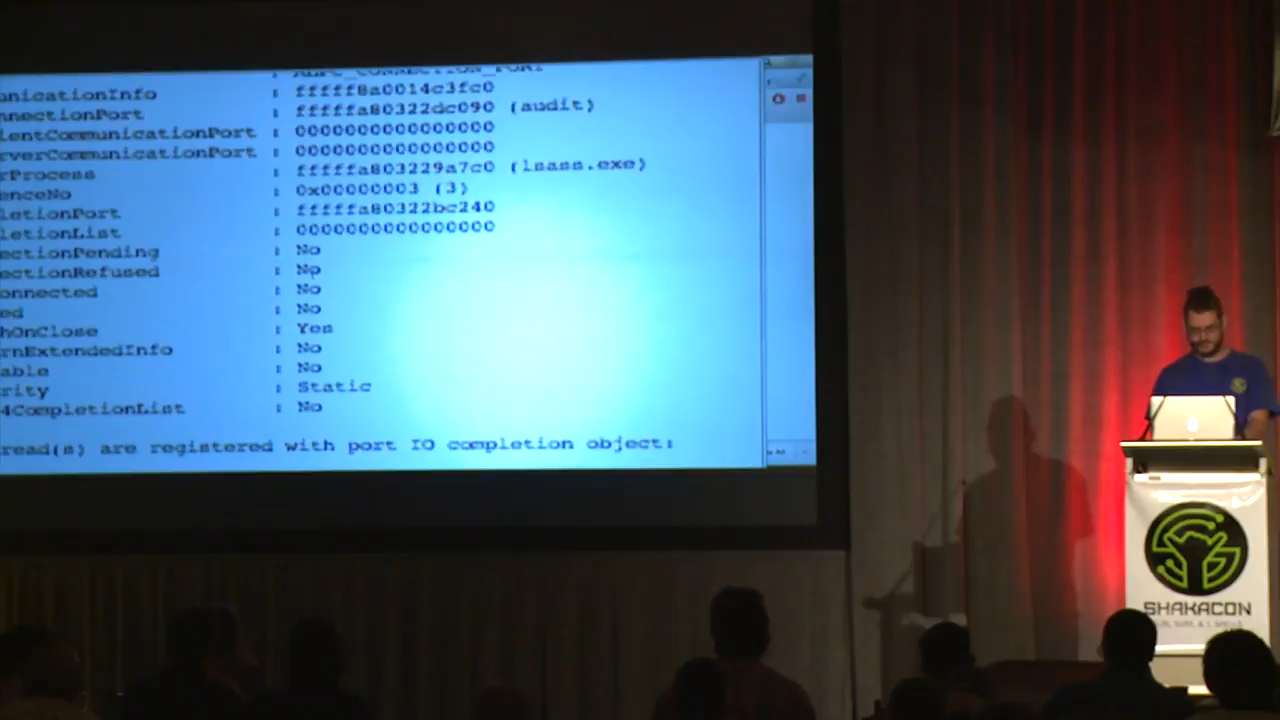 unicationInfo : fffff8a0014c3fc0
nnectionPort : fffffa80322dc090 (audit)
ientCommunicationPort : 0000000000000000
rverCommunicationPort : 0000000000000000
rProcess : fffffa803229a7c0 (lsass.exe)
enceNo : 0x00000003 (3)
letionPort : fffffa80322bc240
letionList : 0000000000000000
ectionPending : No
ectionRefused : No
onnected : No
ed : No
hOnClose : Yes
rnExtendedInfo : No
able : No
rity : Static
4CompletionList : No
read(s) are registered with port IO completion object:
SHAKACON